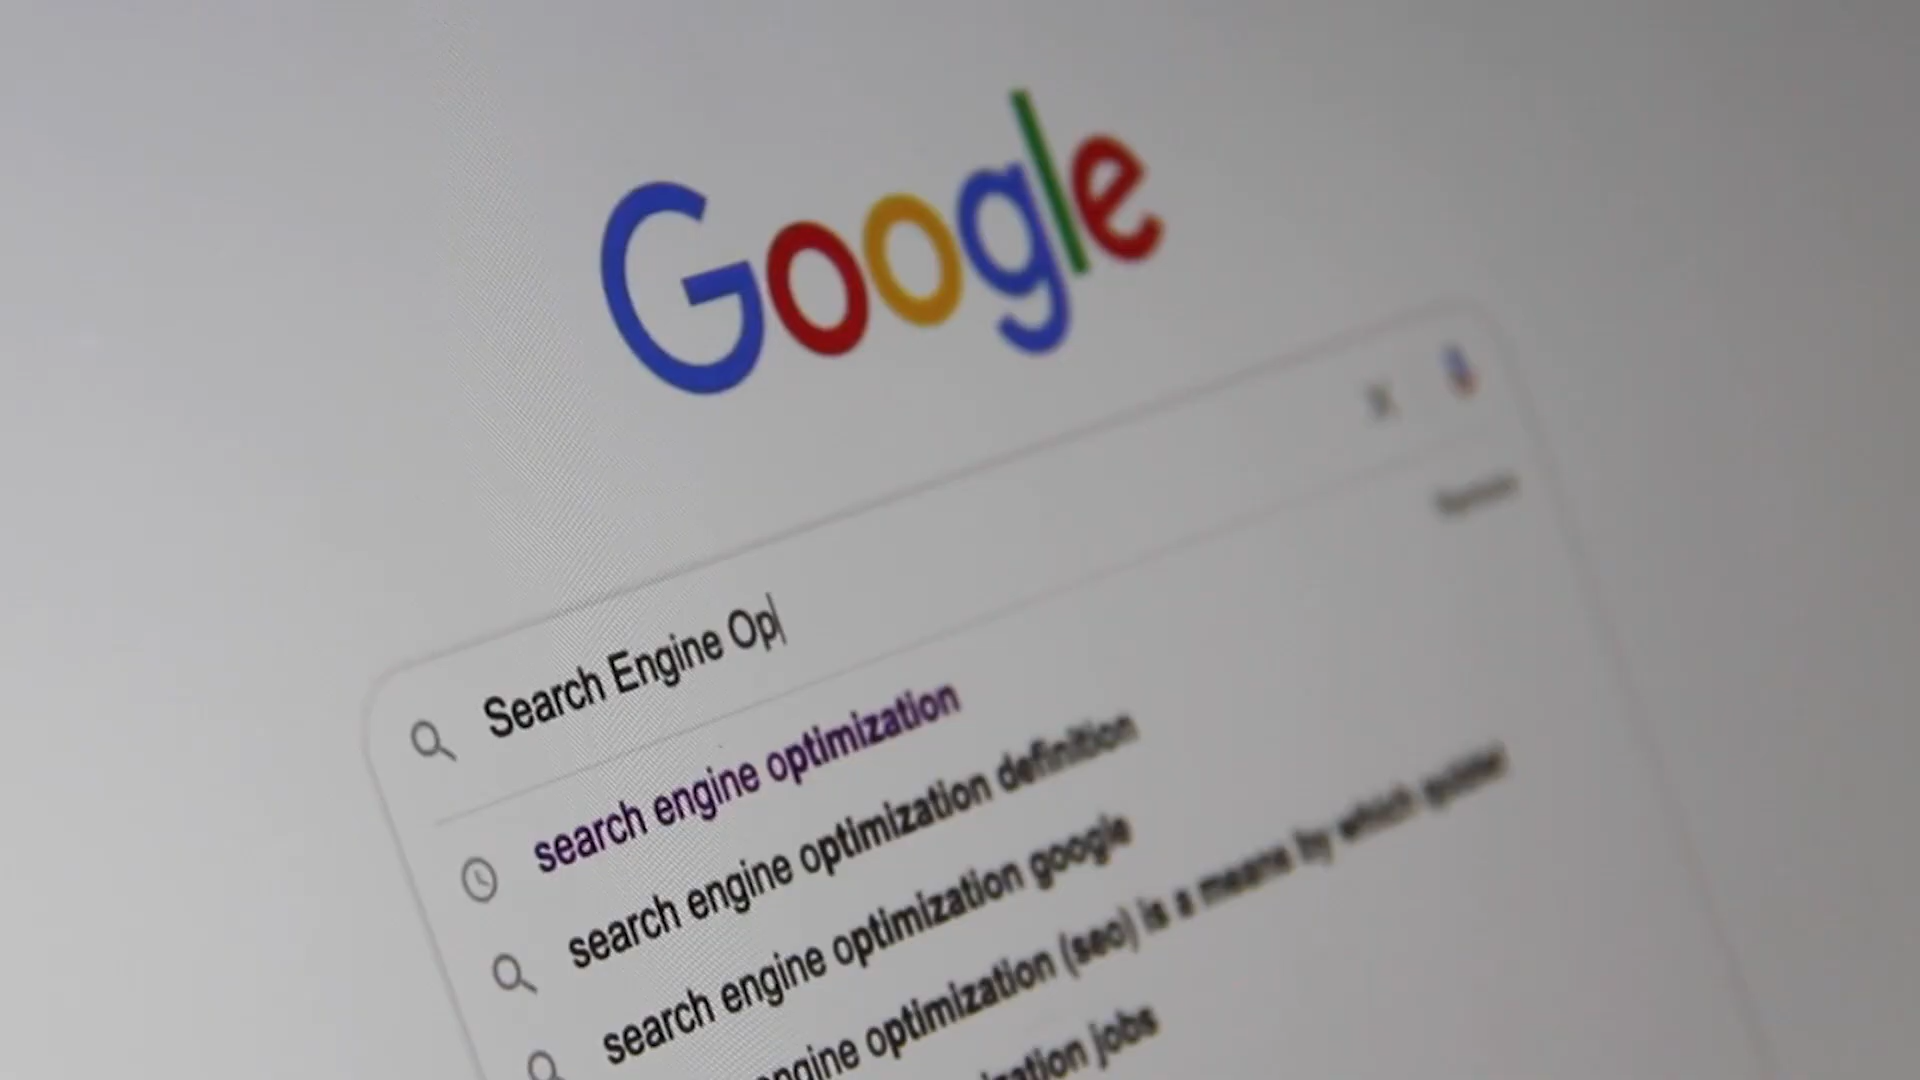 Google
Search Engine Op
search engine optimization
search engine optimization definition
search engine optimization google
engine optimization (seo) is a means by which
jobs